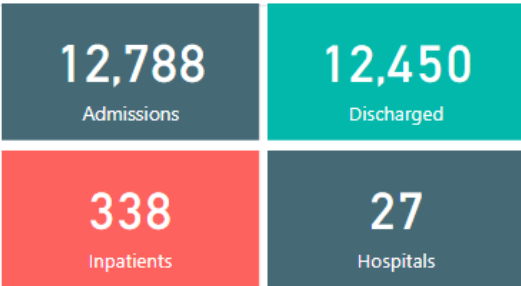 12,788
Admissions
12,450
Discharged
338
Inpatients
27
Hospitals